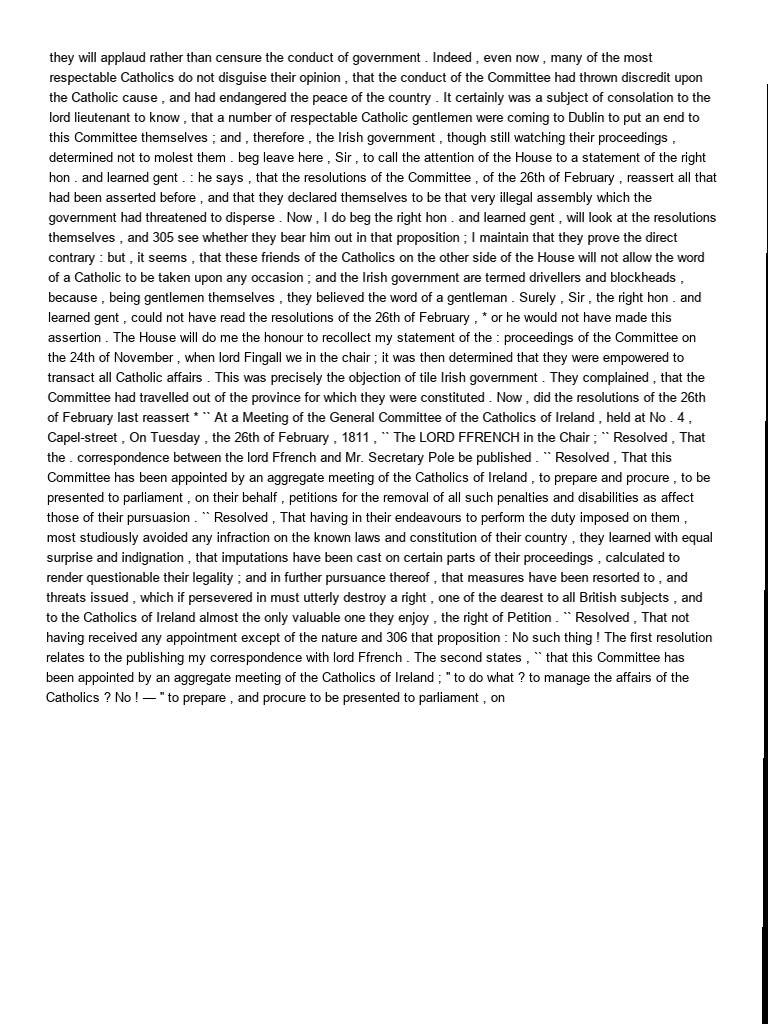 they will applaud rather than censure the conduct of government . Indeed , even now , many of the most
respectable Catholics do not disguise their opinion , that the conduct of the Committee had thrown discredit upon
the Catholic cause , and had endangered the peace of the country . It certainly was a subject of consolation to the
lord lieutenant to know , that a number of respectable Catholic gentlemen were coming to Dublin to put an end to
this Committee themselves ; and , therefore , the Irish government , though still watching their proceedings ,
determined not to molest them . beg leave here , Sir , to call the attention of the House to a statement of the right
hon . and learned gent . : he says , that the resolutions of the Committee , of the 26th of February , reassert all that
had been asserted before , and that they declared themselves to be that very illegal assembly which the
government had threatened to disperse . Now , I do beg the right hon . and learned gent , will look at the resolutions
themselves , and 305 see whether they bear him out in that proposition ; I maintain that they prove the direct
contrary : but , it seems , that these friends of the Catholics on the other side of the House will not allow the word
of a Catholic to be taken upon any occasion ; and the Irish government are termed drivellers and blockheads ,
because , being gentlemen themselves , they believed the word of a gentleman . Surely , Sir , the right hon . and
learned gent , could not have read the resolutions of the 26th of February , * or he would not have made this
assertion . The House will do me the honour to recollect my statement of the : proceedings of the Committee on
the 24th of November , when lord Fingall we in the chair ; it was then determined that they were empowered to
transact all Catholic affairs . This was precisely the objection of tile Irish government . They complained , that the
Committee had travelled out of the province for which they were constituted . Now , did the resolutions of the 26th
of February last reassert * `` At a Meeting of the General Committee of the Catholics of Ireland , held at No . 4 ,
Capel-street , On Tuesday , the 26th of February , 1811 , `` The LORD FFRENCH in the Chair ; `` Resolved , That
the . correspondence between the lord Ffrench and Mr. Secretary Pole be published . `` Resolved , That this
Committee has been appointed by an aggregate meeting of the Catholics of Ireland , to prepare and procure , to be
presented to parliament , on their behalf , petitions for the removal of all such penalties and disabilities as affect
those of their pursuasion . `` Resolved , That having in their endeavours to perform the duty imposed on them ,
most studiously avoided any infraction on the known laws and constitution of their country , they learned with equal
surprise and indignation , that imputations have been cast on certain parts of their proceedings , calculated to
render questionable their legality ; and in further pursuance thereof , that measures have been resorted to , and
threats issued , which if persevered in must utterly destroy a right , one of the dearest to all British subjects , and
to the Catholics of Ireland almost the only valuable one they enjoy , the right of Petition . `` Resolved , That not
having received any appointment except of the nature and 306 that proposition : No such thing ! The first resolution
relates to the publishing my correspondence with lord Ffrench . The second states , `` that this Committee has
been appointed by an aggregate meeting of the Catholics of Ireland ; " to do what ? to manage the affairs of the
Catholics ? No ! — " to prepare , and procure to be presented to parliament , on